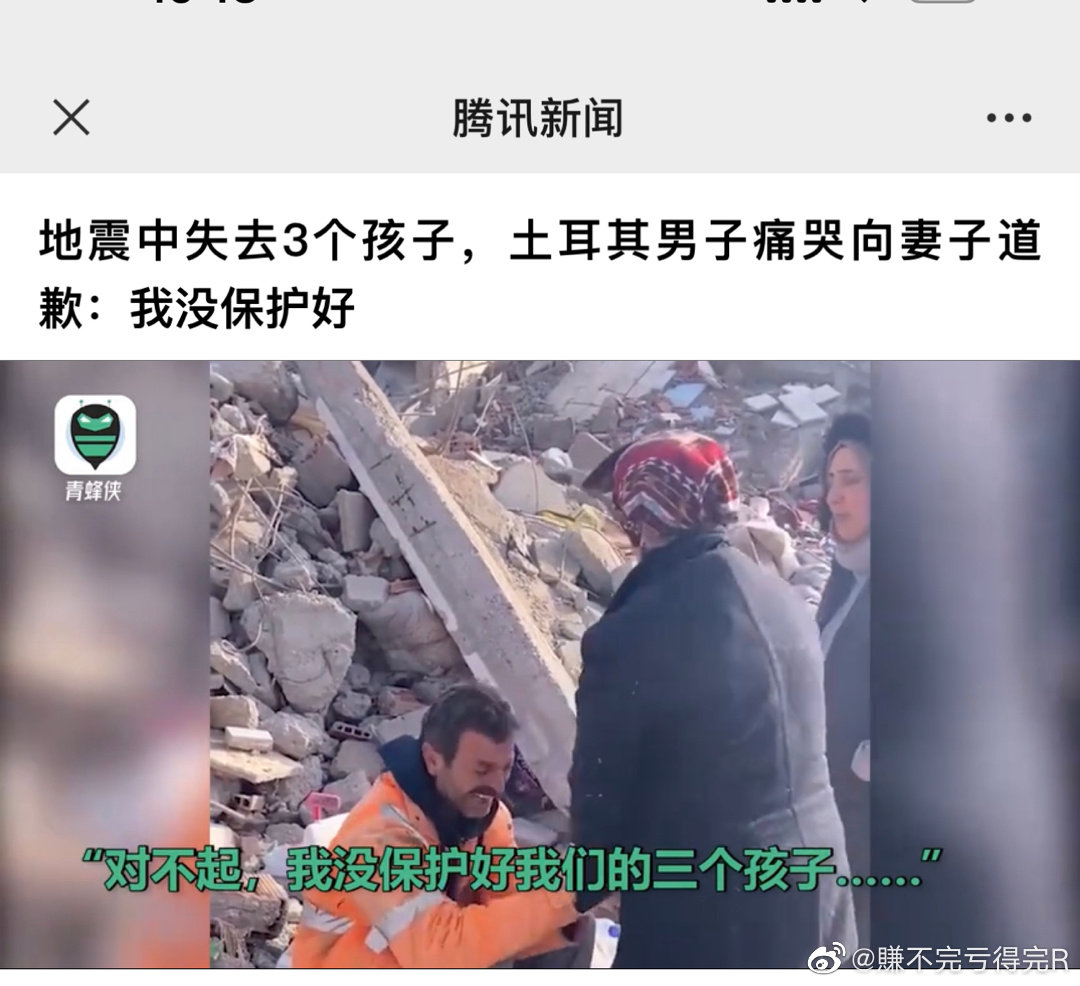 腾讯新闻
地震中失去3个孩子，土耳其男子痛哭向妻子道
歉：我没保护好
青蜂侠
“对不起，我没保护好我们的三个孩子……”
@賺不完亏得完R